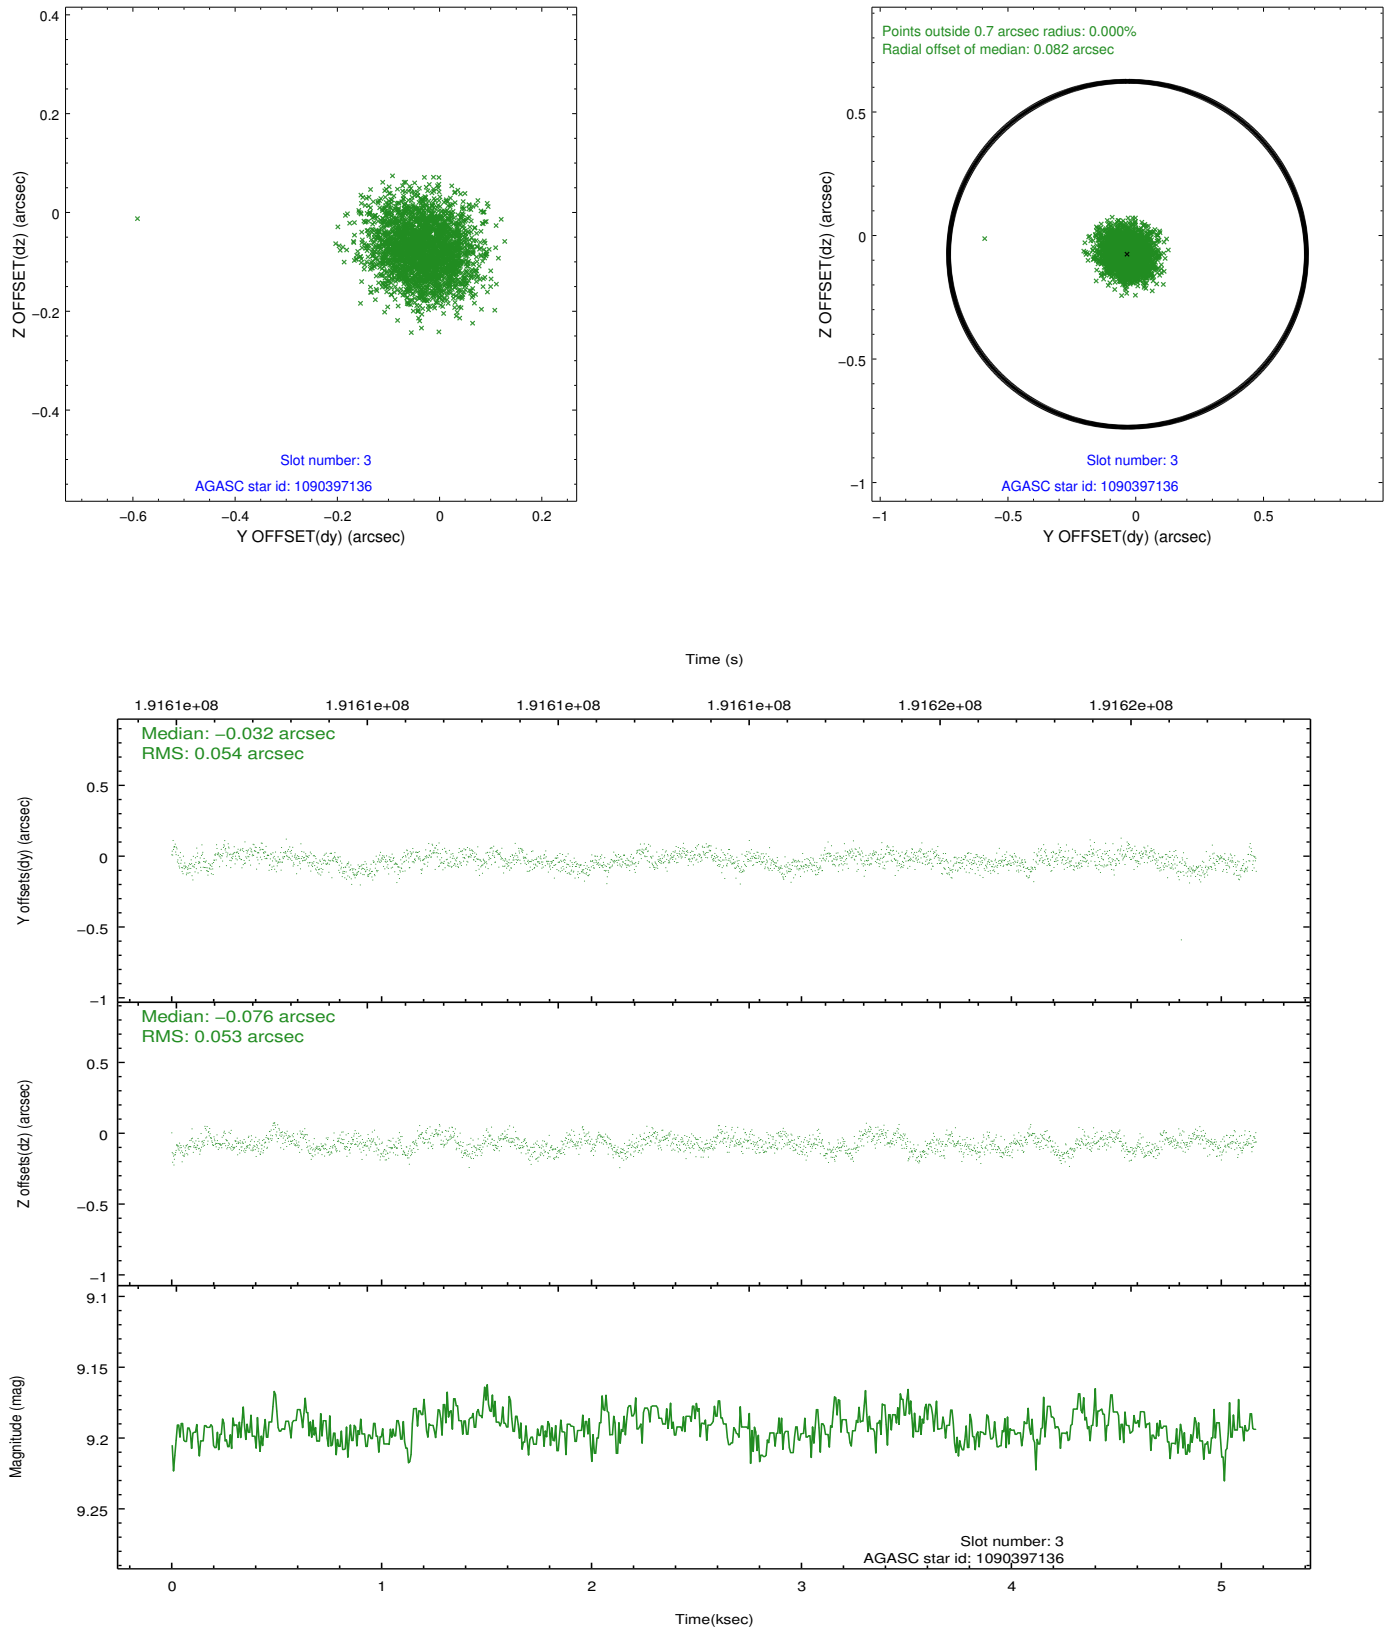 0.4
0.2
0
−0.2
−0.4
Z OFFSET(dz) (arcsec)
Slot number: 3
AGASC star id: 1090397136
−0.6
−0.4
−0.2
0
0.2
Y OFFSET(dy) (arcsec)
Points outside 0.7 arcsec radius: 0.000%
Radial offset of median: 0.082 arcsec
0.5
0
−0.5
−1
Z OFFSET(dz) (arcsec)
Slot number: 3
AGASC star id: 1090397136
−1
−0.5
0
0.5
Y OFFSET(dy) (arcsec)
Time (s)
1.9161e+08
1.9161e+08
1.9161e+08
1.9161e+08
1.9162e+08
1.9162e+08
Median: −0.032 arcsec
RMS: 0.054 arcsec
0.5
0
−0.5
−1
Y offsets(dy) (arcsec)
Median: −0.076 arcsec
RMS: 0.053 arcsec
0.5
0
−0.5
−1
Z offsets(dz) (arcsec)
9.1
9.15
9.2
9.25
Magnitude (mag)
Slot number: 3
AGASC star id: 1090397136
0
1
2
3
4
5
Time(ksec)